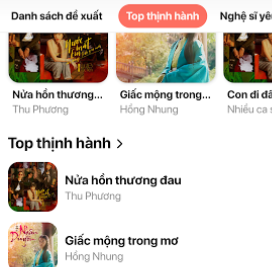 Danh sách đề xuất Top thịnh hành Nghệ sĩ yê
Nửa hồn thương... Giấc mộng trong... Con đi đâ
Thu Phương Hồng Nhung Nhiều ca s
Top thịnh hành >
Nửa hồn thương đau
Thu Phương
Giấc mộng trong mơ
Hồng Nhung